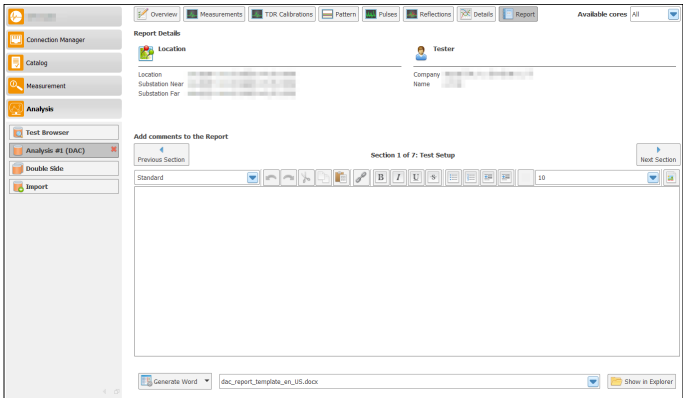 Overview Measurements TDR Calibrations Pattern Pulses Reflections Details Report Available cores All
Connection Manager
Catalog
Measurement
Analysis
Test Browser
Analysis #1 (DAC)
Double Side
Import
Report Details
Location Tester
Location Company
Substation Near Name
Substation Far
Add comments to the Report
Previous Section Section 1 of 7: Test Setup Next Section
Standard B I U S 10
Generate Word dac_report_template_en_US.docx Show in Explorer